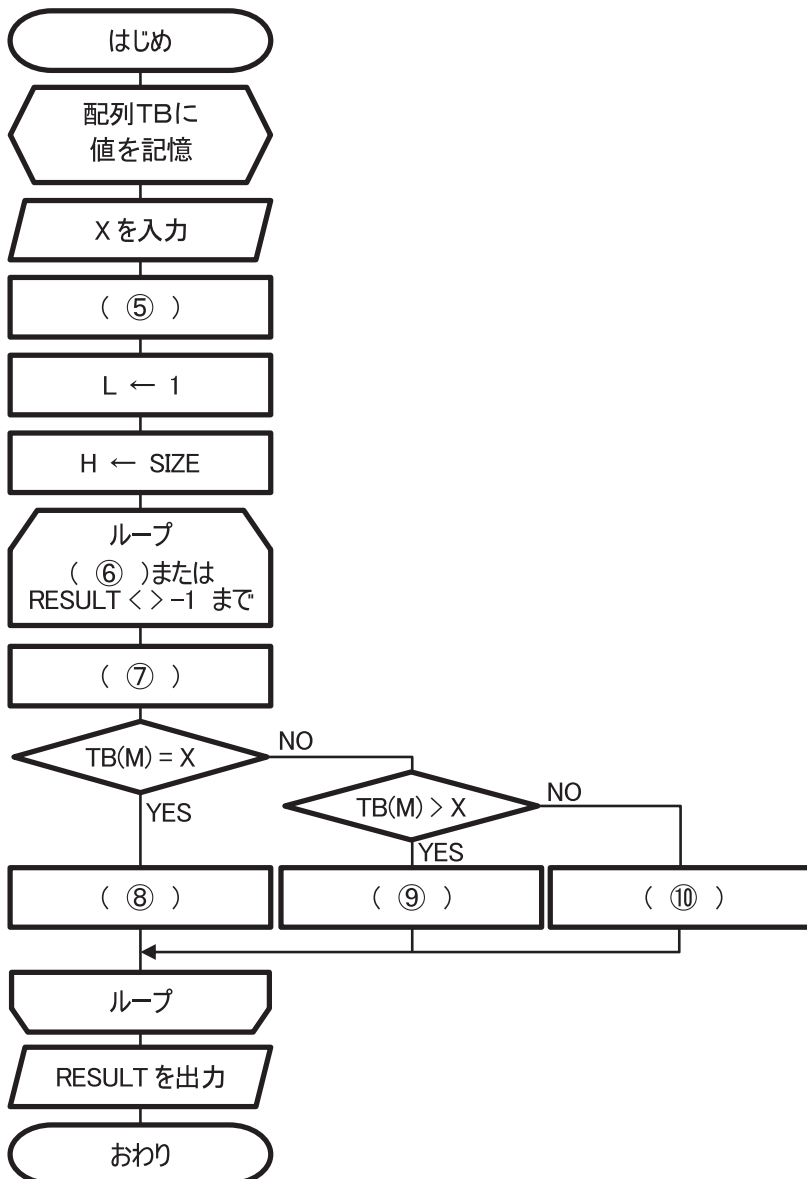 はじめ
配列TBに
値を記憶
Xを入力
( ⑤ )
L ← 1
H ← SIZE
ループ
( ⑥ )または
RESULT < > -1 まで
( ⑦ )
TB(M) = X
NO
YES
TB(M) > X
NO
YES
( ⑧ )
( ⑨ )
( ⑩ )
ループ
RESULT を出力
おわり